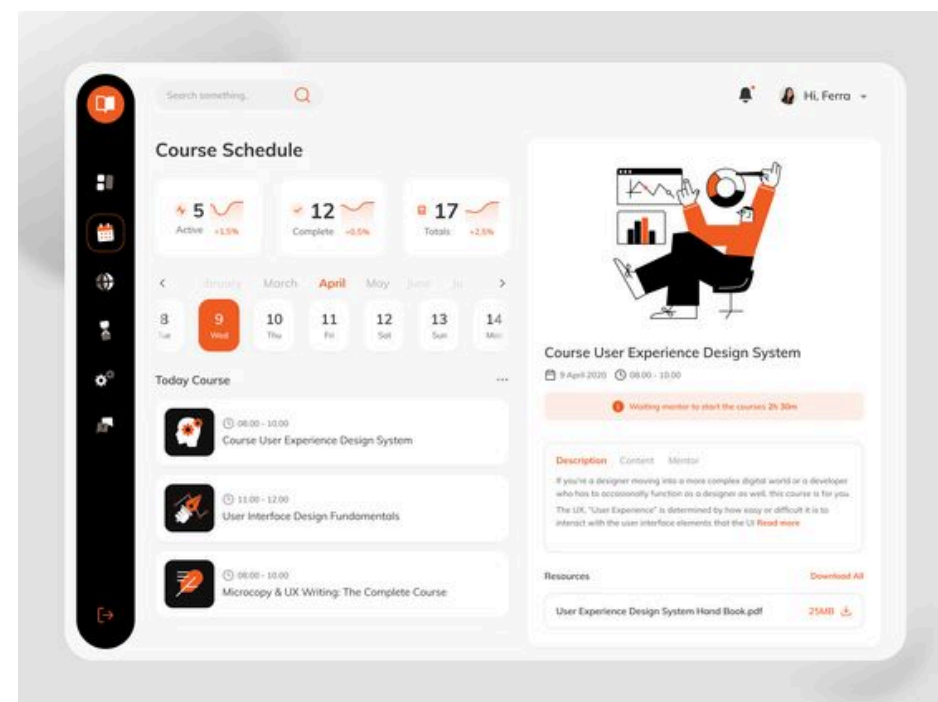 Search something..
Hi, Ferra
Course Schedule
5
Active +1,5%
12
Complete +0,5%
17
Totals +2,5%
March April May June
8 9 10 11 12 13 14
Tue Wed Thu Fri Sat Sun Mon
Today Course
08.00 - 10.00
Course User Experience Design System
11.00 - 12.00
User Interface Design Fundamentals
08.00 - 10.00
Microcopy & UX Writing: The Complete Course
Course User Experience Design System
9 April 2020 08.00 - 10.00
Waiting mentor to start the courses 2h 30m
Description Content Mentor
If you're a designer moving into a more complex digital world or a developer
who has to occasionally function as a designer as well, this course is for you.
The UX, "User Experience" is determined by how easy or difficult it is to
interact with the user interface elements that the UI Read more
Resources Download All
User Experience Design System Hand Book.pdf 25MB